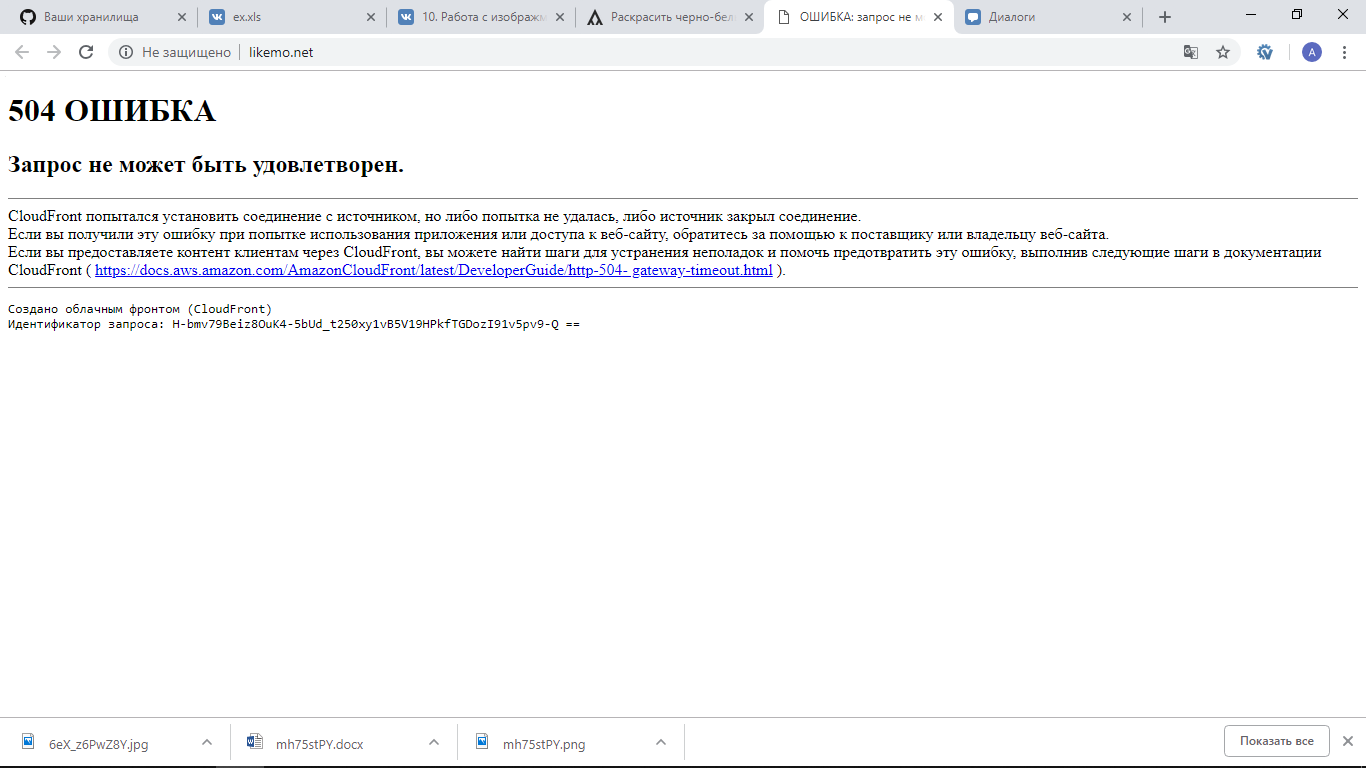 Ваши хранилища
ex.xls
10. Работа с изображ
Раскрасить черно-бел
ОШИБКА: запрос не м
Диалоги
Не защищено
likemo.net
A
504 ОШИБКА
Запрос не может быть удовлетворен.
CloudFront попытался установить соединение с источником, но либо попытка не удалась, либо источник закрыл соединение.
Если вы получили эту ошибку при попытке использования приложения или доступа к веб-сайту, обратитесь за помощью к поставщику или владельцу веб-сайта.
Если вы предоставляете контент клиентам через CloudFront, вы можете найти шаги для устранения неполадок и помочь предотвратить эту ошибку, выполнив следующие шаги в документации
CloudFront ( https://docs.aws.amazon.com/AmazonCloudFront/latest/DeveloperGuide/http-504- gateway-timeout.html ).
Создано облачным фронтом (CloudFront)
Идентификатор запроса: H-bmv79Beiz8OuK4-5bUd_t250xy1vB5V19HPkfTGDozI91v5pv9-Q ==
6eX_z6PwZ8Y.jpg
mh75stPY.docx
mh75stPY.png
Показать все